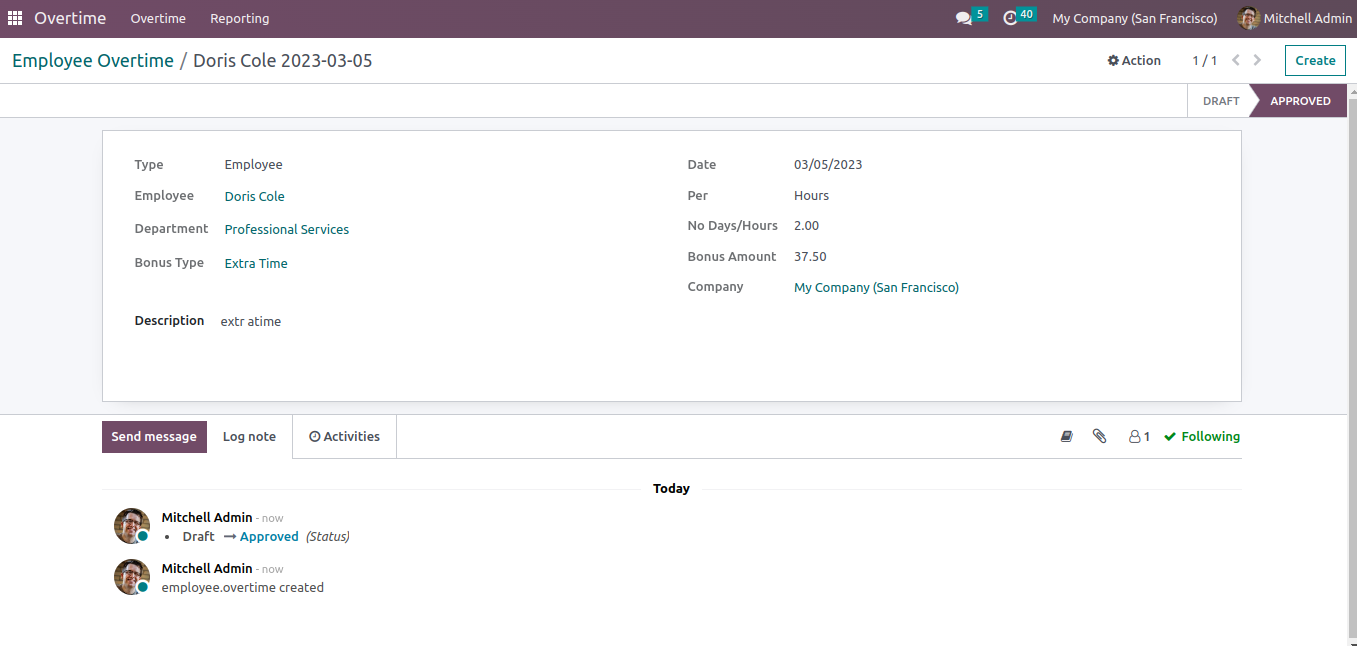 Overtime Overtime Reporting 5 40 My Company (San Francisco) Mitchell Admin
Employee Overtime / Doris Cole 2023-03-05 Action 1 / 1 Create
DRAFT APPROVED
Type Employee Date 03/05/2023
Employee Doris Cole Per Hours
Department Professional Services No Days/Hours 2.00
Bonus Type Extra Time Bonus Amount 37.50
Company My Company (San Francisco)
Description extr atime
Send message Log note Activities 1 Following
Today
Mitchell Admin - now
• Draft → Approved (Status)
Mitchell Admin - now
employee.overtime created